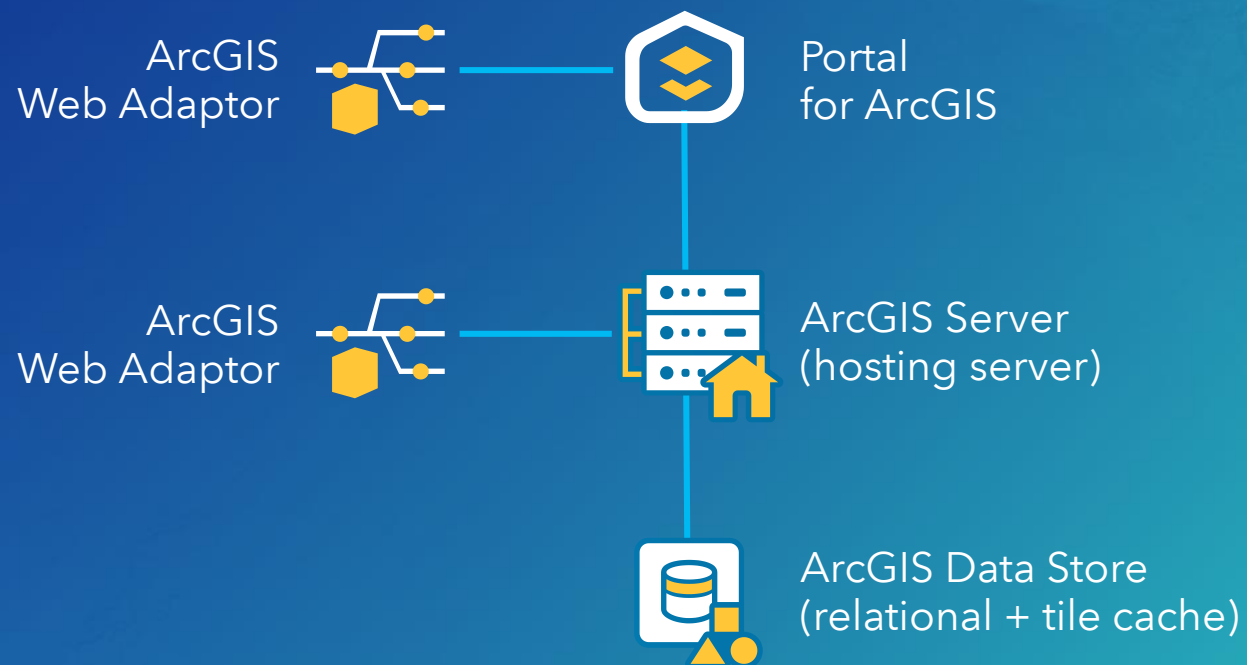 ArcGIS
Web Adaptor
Portal
for ArcGIS
ArcGIS
Web Adaptor
ArcGIS Server
(hosting server)
ArcGIS Data Store
(relational + tile cache)